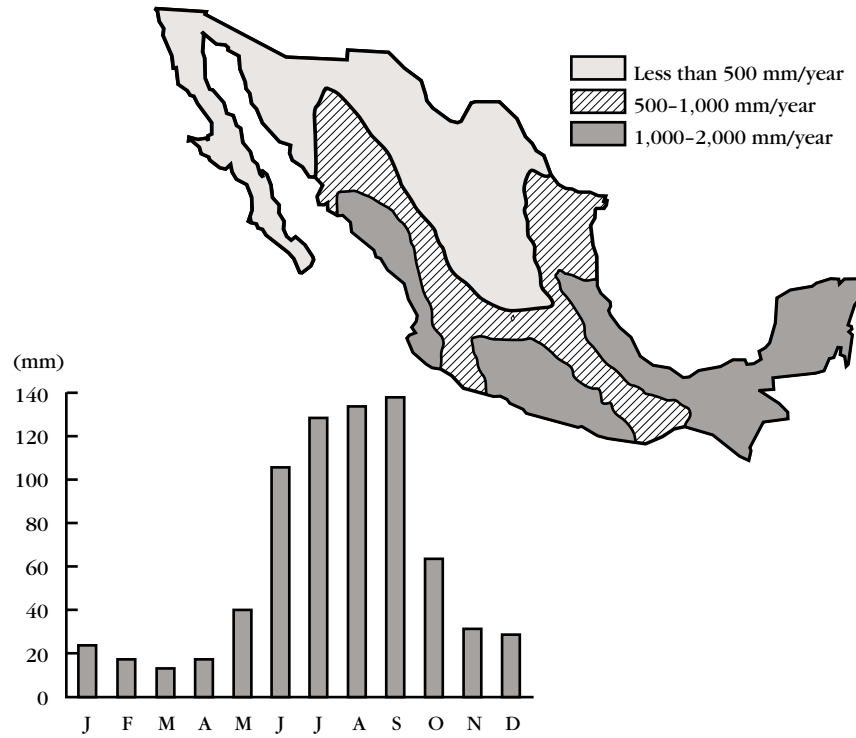 Less than 500 mm/year
500–1,000 mm/year
1,000–2,000 mm/year
(mm)
140
120
100
80
60
40
20
0
J F M A M J J A S O N D